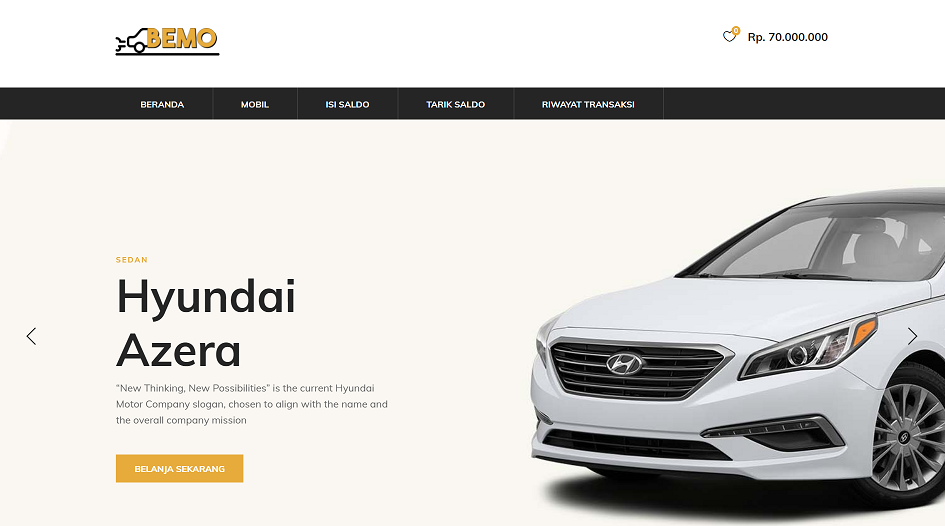 BEMO
0
Rp. 70.000.000
BERANDA
MOBIL
ISI SALDO
TARIK SALDO
RIWAYAT TRANSAKSI
SEDAN
Hyundai
Azera
“New Thinking, New Possibilities” is the current Hyundai
Motor Company slogan, chosen to align with the name and
the overall company mission
BELANJA SEKARANG